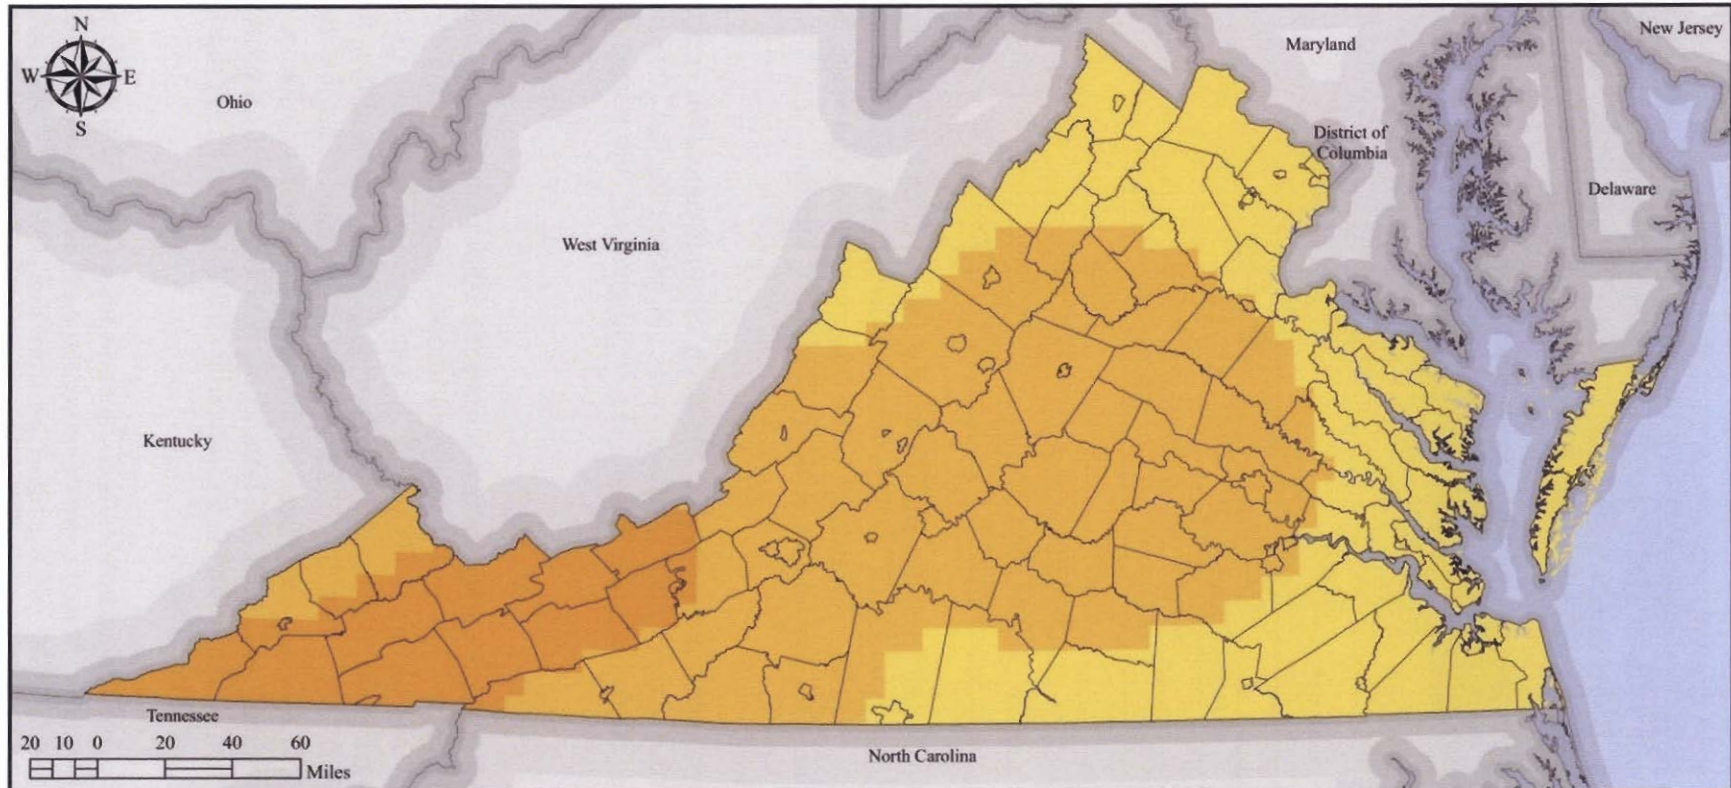 N
W E
S
Ohio
West Virginia
Kentucky
Maryland
New Jersey
District of
Columbia
Delaware
Tennessee
North Carolina
20 10 0 20 40 60
Miles